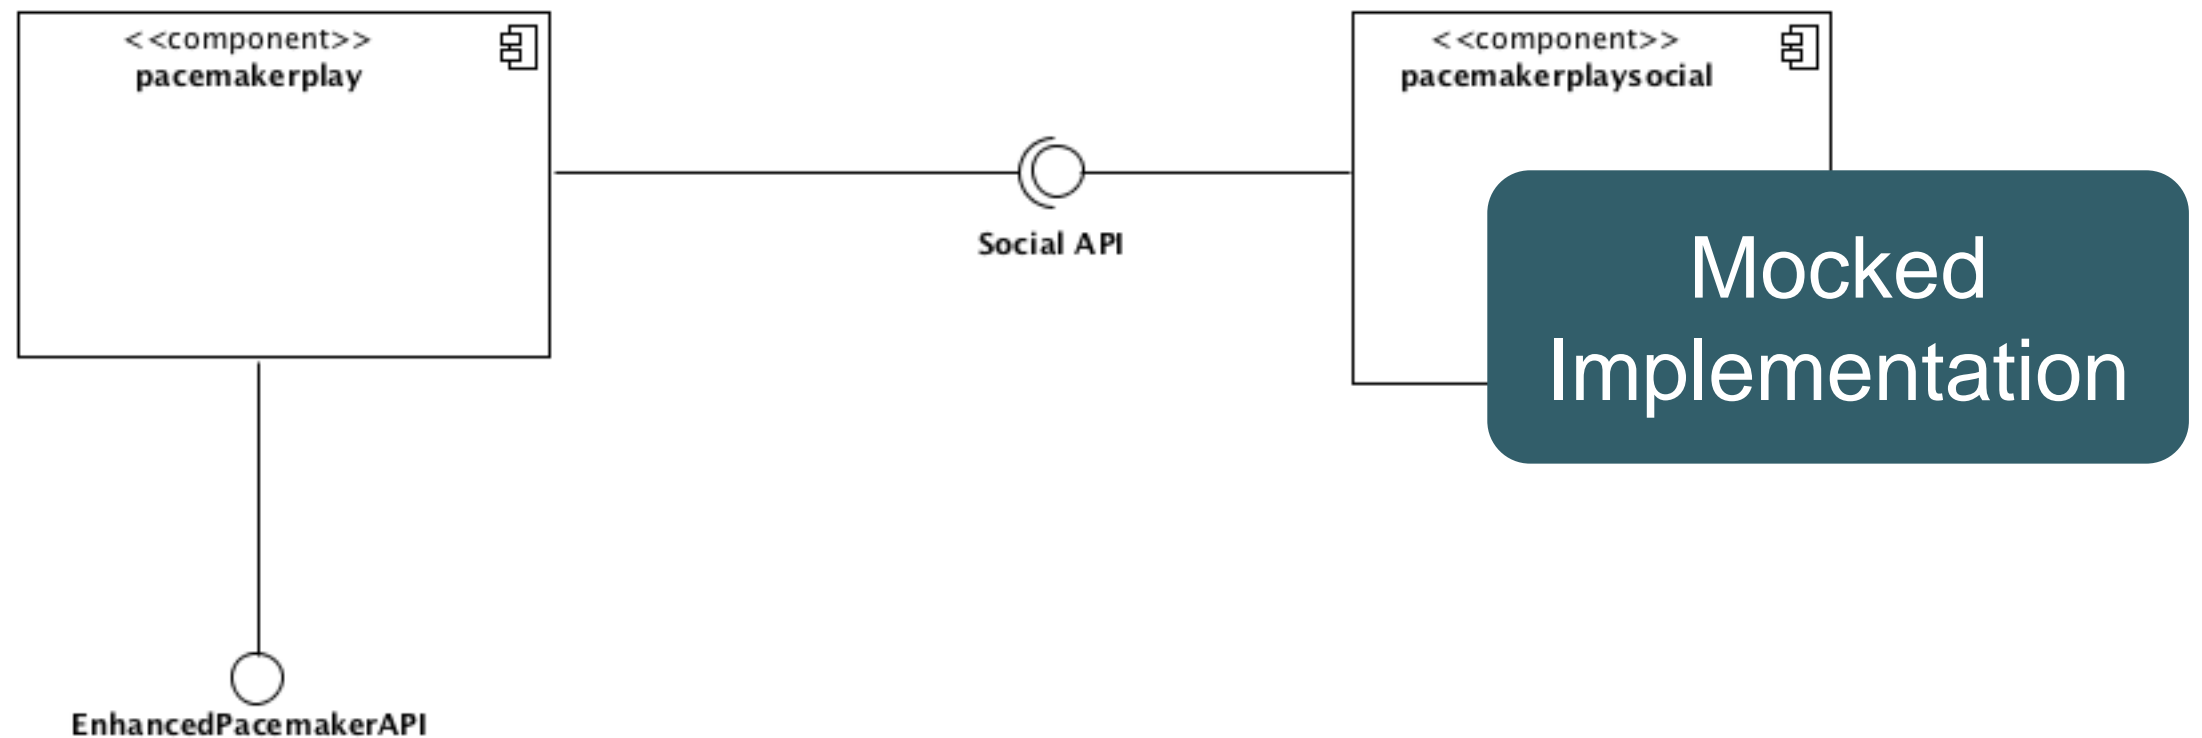 <<component>>
pacemakerplay
<<component>>
pacemakerplaysocial
Social API
Mocked
Implementation
EnhancedPacemakerAPI